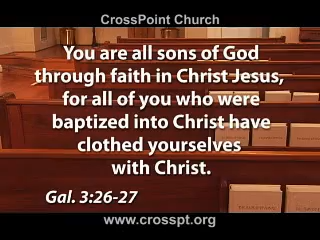 CrossPoint Church
You are all sons of God
through faith in Christ Jesus,
for all of you who were
baptized into Christ have
clothed yourselves
with Christ.
Gal. 3:26-27
www.crosspt.org